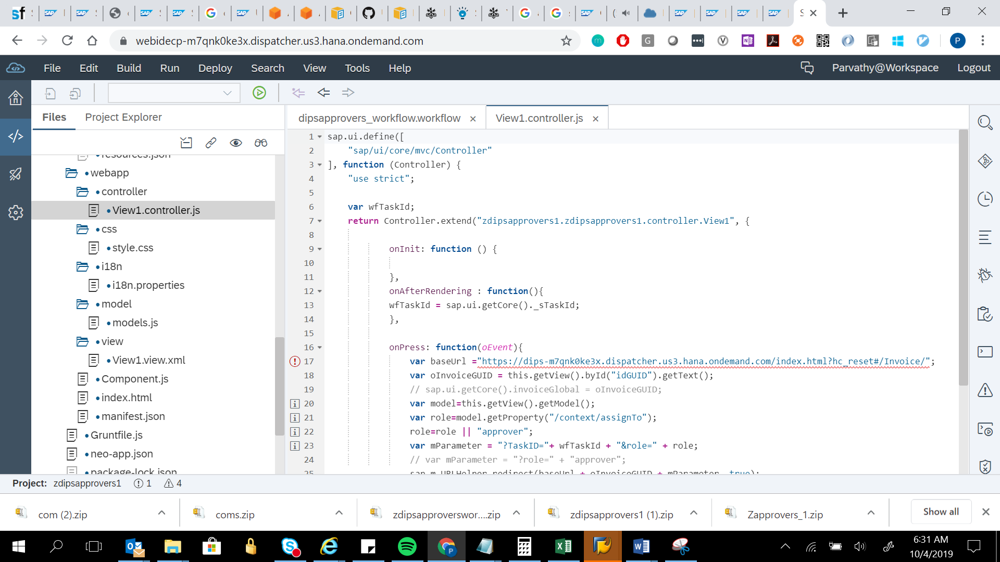 webidecp-m7qnk0ke3x.dispatcher.us3.hana.ondemand.com
File Edit Build Run Deploy Search View Tools Help
Parvathy@Workspace Logout
Files Project Explorer
dipsapprovers_workflow.workflow × View1.controller.js ×
resources.json
webapp
controller
View1.controller.js
css
style.css
i18n
i18n.properties
model
models.js
view
View1.view.xml
Component.js
index.html
manifest.json
Gruntfile.js
neo-app.json
package-lock.json
1 sap.ui.define([
2 "sap/ui/core/mvc/Controller"
3 ], function (Controller) {
4 "use strict";
5
6 var wfTaskId;
7 return Controller.extend("zdipsapprovers1.zdipsapprovers1.controller.View1", {
8
9 onInit: function () {
10
11 },
12 onAfterRendering : function(){
13 wfTaskId = sap.ui.getCore()._sTaskId;
14 },
15
16 onPress: function(oEvent){
17 var baseUrl ="https://dips-m7qnk0ke3x.dispatcher.us3.hana.ondemand.com/index.html?hc_reset#/Invoice/";
18 var oInvoiceGUID = this.getView().byId("idGUID").getText();
19 // sap.ui.getCore().invoiceGlobal = oInvoiceGUID;
20 var model=this.getView().getModel();
21 var role=model.getProperty("/context/assignTo");
22 role=role || "approver";
23 var mParameter = "?TaskID="+ wfTaskId + "&role=" + role;
24 // var mParameter = "?role=" + "approver";
25 sap.m.URLHelper.redirect(baseUrl + oInvoiceGUID + mParameter, true);
Project: zdipsapprovers1 1 4
com (2).zip
coms.zip
zdipsapproverswor....zip
zdipsapprovers1 (1).zip
Zapprovers_1.zip
Show all
6:31 AM
10/4/2019